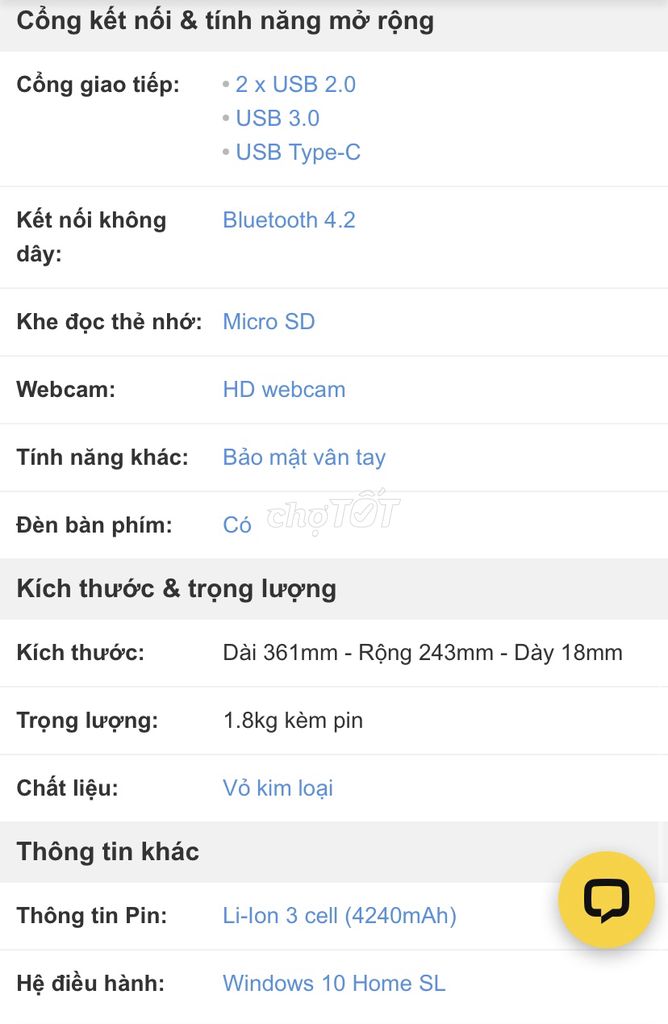 Cổng kết nối & tính năng mở rộng
Cổng giao tiếp: • 2 x USB 2.0
• USB 3.0
• USB Type-C
Kết nối không Bluetooth 4.2
dây:
Khe đọc thẻ nhớ: Micro SD
Webcam: HD webcam
Tính năng khác: Bảo mật vân tay
Đèn bàn phím: Có
chợTỐT
Kích thước & trọng lượng
Kích thước: Dài 361mm - Rộng 243mm - Dày 18mm
Trọng lượng: 1.8kg kèm pin
Chất liệu: Vỏ kim loại
Thông tin khác
Thông tin Pin: Li-Ion 3 cell (4240mAh)
Hệ điều hành: Windows 10 Home SL